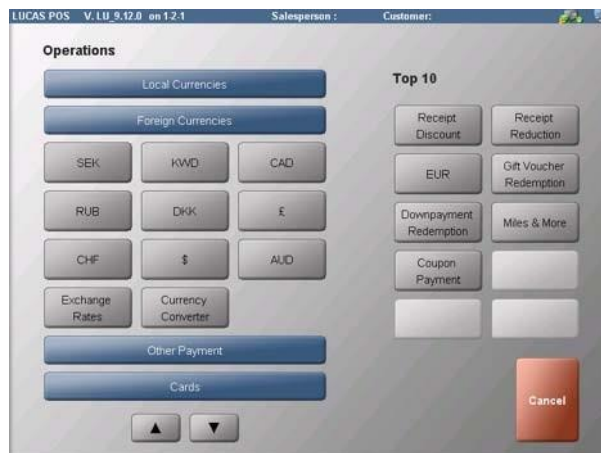 LUCAS POS V. LU_9.12.0 on 1-2-1 Salesperson : Customer:
Operations
Local Currencies
Foreign Currencies
SEK KWD CAD
RUB DKK £
CHF $ AUD
Exchange
Rates
Currency
Converter
Other Payment
Cards
Top 10
Receipt
Discount
Receipt
Reduction
EUR
Gift Voucher
Redemption
Downpayment
Redemption
Miles & More
Coupon
Payment
Cancel